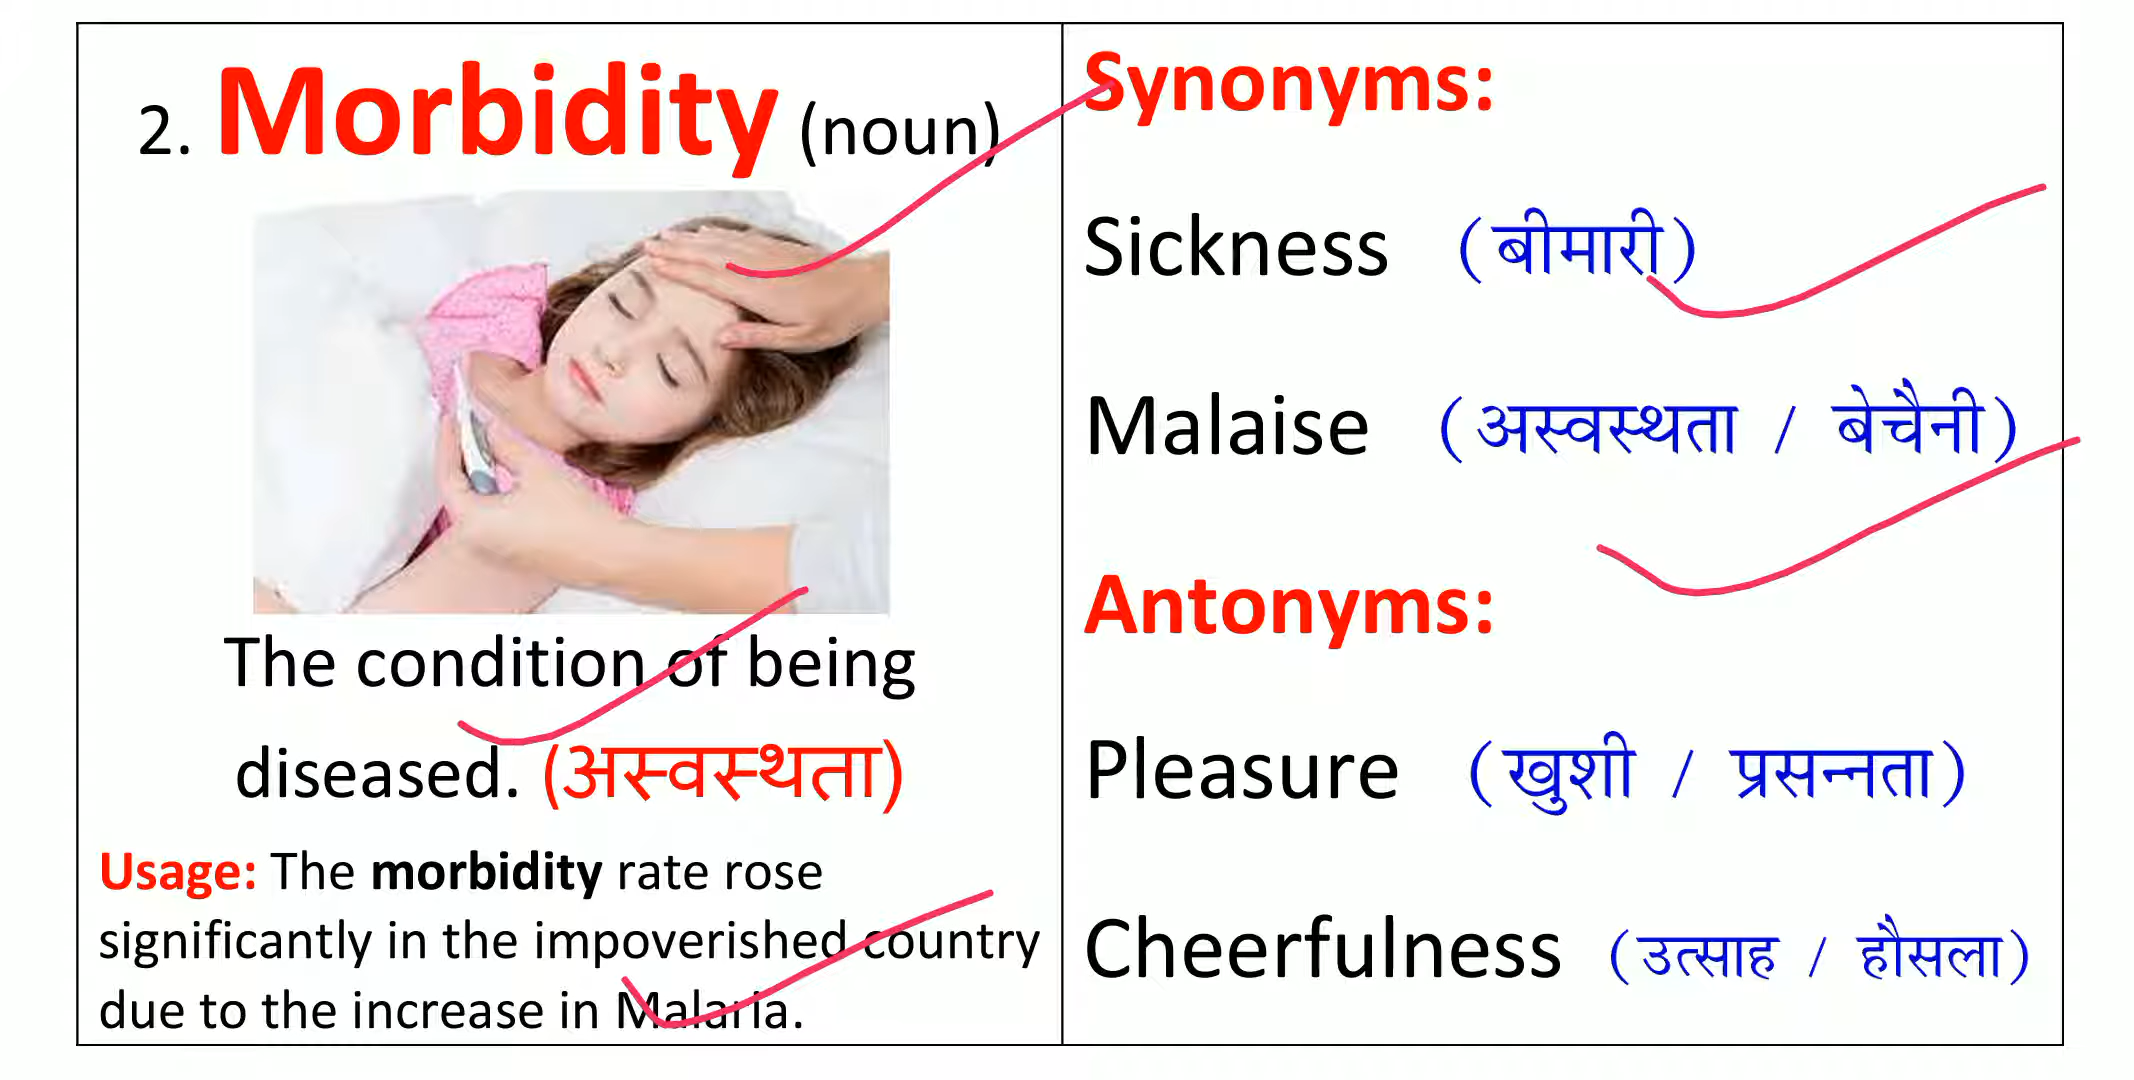 2. Morbidity (noun)
The condition of being
diseased. (अस्वस्थता)
Usage: The morbidity rate rose
significantly in the impoverished country
due to the increase in Malaria.
Synonyms:
Sickness (बीमारी)
Malaise (अस्वस्थता / बेचैनी)
Antonyms:
Pleasure (खुशी / प्रसन्नता)
Cheerfulness (उत्साह / हौसला)